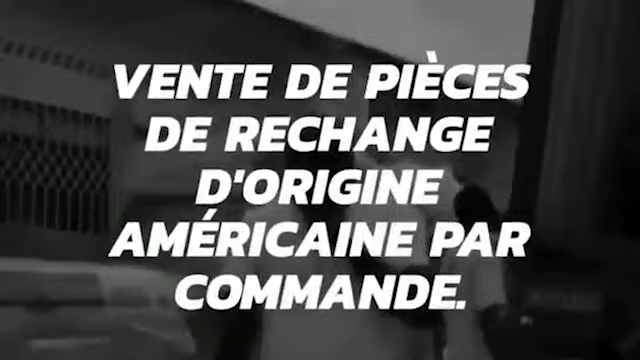 VENTE DE PIÈCES
DE RECHANGE
D'ORIGINE
AMÉRICAINE PAR
COMMANDE.